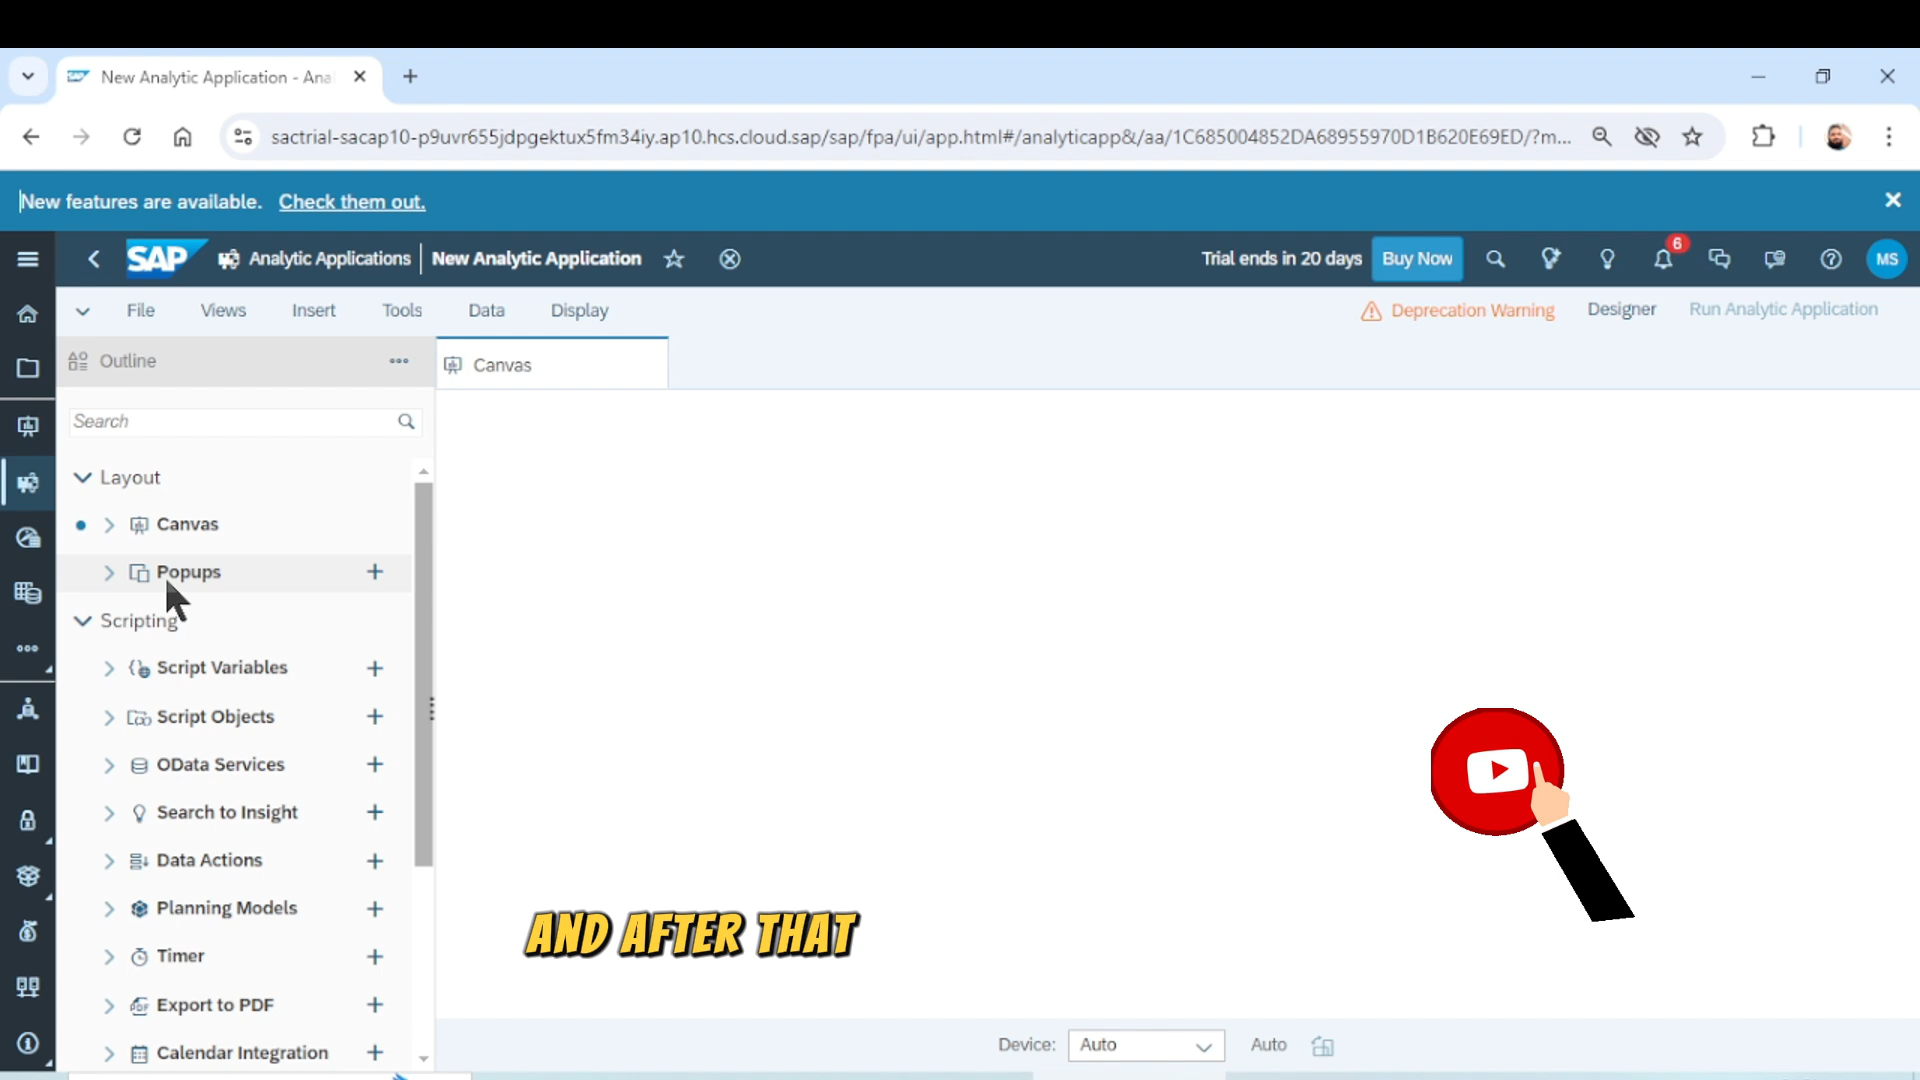 New Analytic Application - Ana
sactrial-sacap10-p9uvr655jdpgektux5fm34iy.ap10.hcs.cloud.sap/sap/fpa/ui/app.html#/analyticapp&/aa/1C685004852DA68955970D1B620E69ED/?m...
New features are available. Check them out.
SAP Analytic Applications New Analytic Application Trial ends in 20 days Buy Now 6 MS
File Views Insert Tools Data Display Deprecation Warning Designer Run Analytic Application
Outline
Canvas
Search
Layout
Canvas
Popups
Scripting
Script Variables
Script Objects
OData Services
Search to Insight
Data Actions
Planning Models
Timer
Export to PDF
Calendar Integration
AND AFTER THAT
Device: Auto Auto